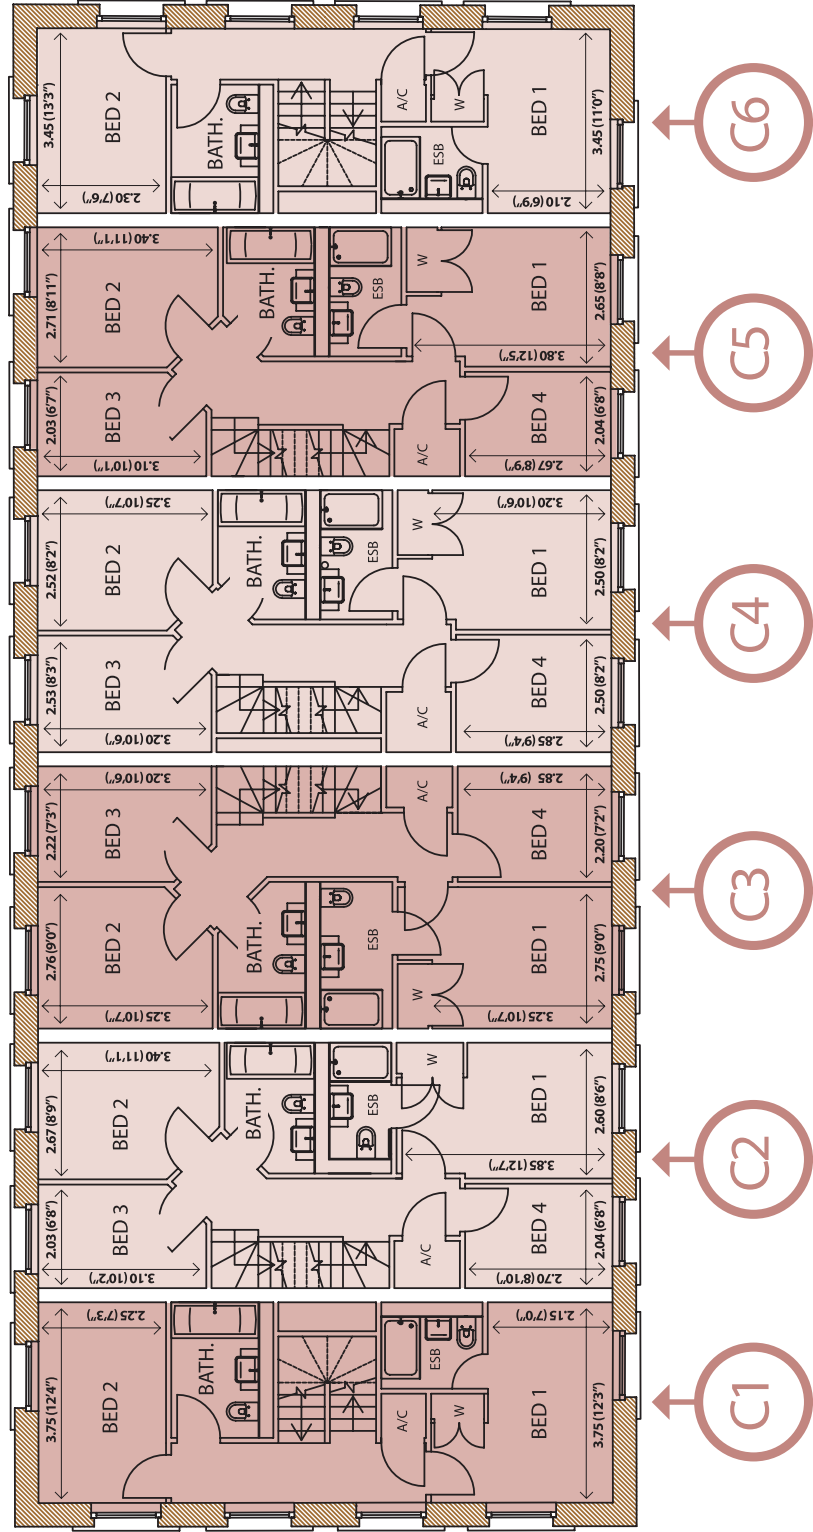 BED 2
3.45 (13'3")
2.30 (7'6")
BATH.
A/C
W
ESB
BED 1
3.45 (11'0")
2.10 (6'9")
C6
3.40 (11'1")
BED 2
2.71 (8'11")
BATH.
ESB
W
BED 1
2.65 (8'8")
3.80 (12'5")
C5
BED 3
2.03 (6'7")
3.10 (10'1")
A/C
BED 4
2.04 (6'8")
2.67 (8'9")
3.25 (10'7")
BED 2
2.52 (8'2")
BATH.
ESB
W
3.20 (10'6")
BED 1
2.50 (8'2")
C4
BED 3
2.53 (8'3")
3.20 (10'6")
A/C
BED 4
2.50 (8'2")
2.85 (9'4")
3.20 (10'6")
BED 3
2.22 (7'3")
A/C
2.85 (9'4")
BED 4
2.20 (7'2")
C3
BED 2
2.76 (9'0")
3.25 (10'7")
BATH.
ESB
W
BED 1
2.75 (9'0")
3.25 (10'7")
3.40 (11'1")
BED 2
2.67 (8'9")
BATH.
ESB
W
BED 1
2.60 (8'6")
3.85 (12'7")
C2
BED 3
2.03 (6'8")
3.10 (10'2")
A/C
BED 4
2.04 (6'8")
2.70 (8'10")
2.25 (7'3")
BED 2
3.75 (12'4")
BATH.
ESB
A/C
W
2.15 (7'0")
BED 1
3.75 (12'3")
C1